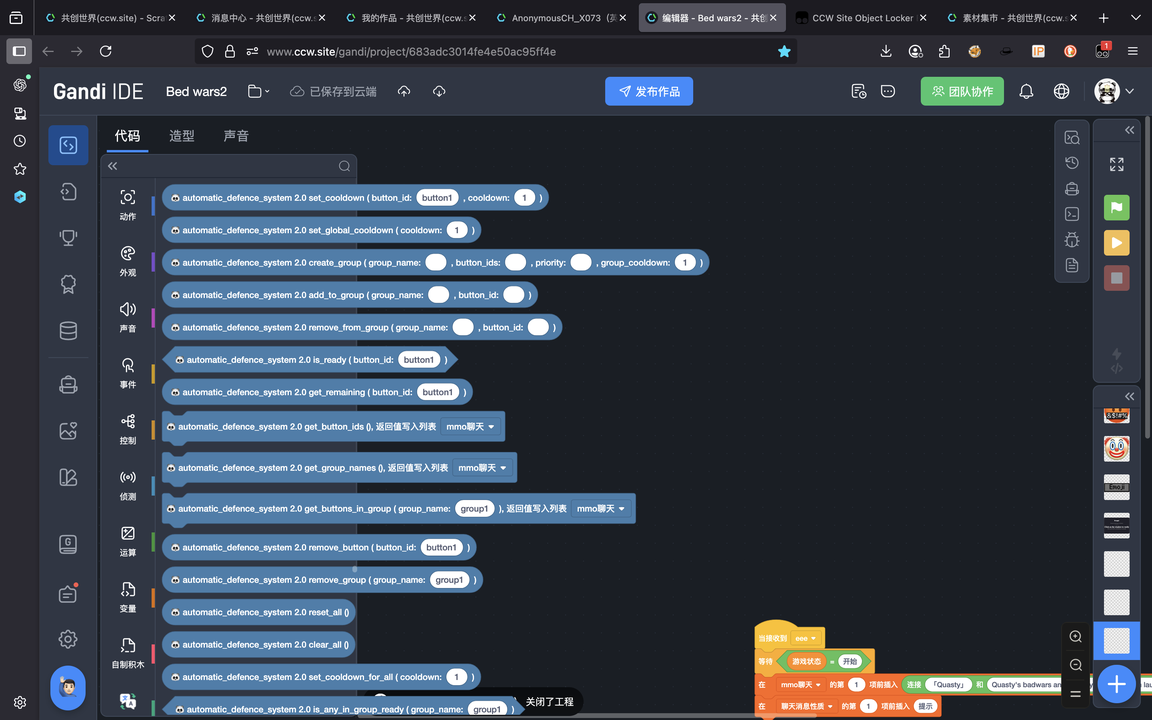 共创世界(ccw.site) - Scra
消息中心 - 共创世界(ccw.s
我的作品 - 共创世界(ccw.s
AnonymousCH_X073（英
编辑器 - Bed wars2 - 共创
CCW Site Object Locker
素材集市 - 共创世界(ccw.s
www.ccw.site/gandi/project/683adc3014fe4e50ac95ff4e
IP
1
Gandi IDE
Bed wars2
已保存到云端
发布作品
团队协作
代码
造型
声音
动作
外观
声音
事件
控制
侦测
运算
变量
自制积木
automatic_defence_system 2.0 set_cooldown ( button_id: button1 , cooldown: 1 )
automatic_defence_system 2.0 set_global_cooldown ( cooldown: 1 )
automatic_defence_system 2.0 create_group ( group_name: , button_ids: , priority: , group_cooldown: 1 )
automatic_defence_system 2.0 add_to_group ( group_name: , button_id: )
automatic_defence_system 2.0 remove_from_group ( group_name: , button_id: )
automatic_defence_system 2.0 is_ready ( button_id: button1 )
automatic_defence_system 2.0 get_remaining ( button_id: button1 )
automatic_defence_system 2.0 get_button_ids (), 返回值写入列表 mmo聊天
automatic_defence_system 2.0 get_group_names (), 返回值写入列表 mmo聊天
automatic_defence_system 2.0 get_buttons_in_group ( group_name: group1 ), 返回值写入列表 mmo聊天
automatic_defence_system 2.0 remove_button ( button_id: button1 )
automatic_defence_system 2.0 remove_group ( group_name: group1 )
automatic_defence_system 2.0 reset_all ()
automatic_defence_system 2.0 clear_all ()
automatic_defence_system 2.0 set_cooldown_for_all ( cooldown: 1 )
automatic_defence_system 2.0 is_any_in_group_ready ( group_name: group1 )
关闭了工程
当接收到 eee
等待 游戏状态 = 开始
在 mmo聊天 的第 1 项前插入 连接 「Quasty」 和 Quasty's badwars an
在 聊天消息性质 的第 1 项前插入 提示
&$!#%
Emoji